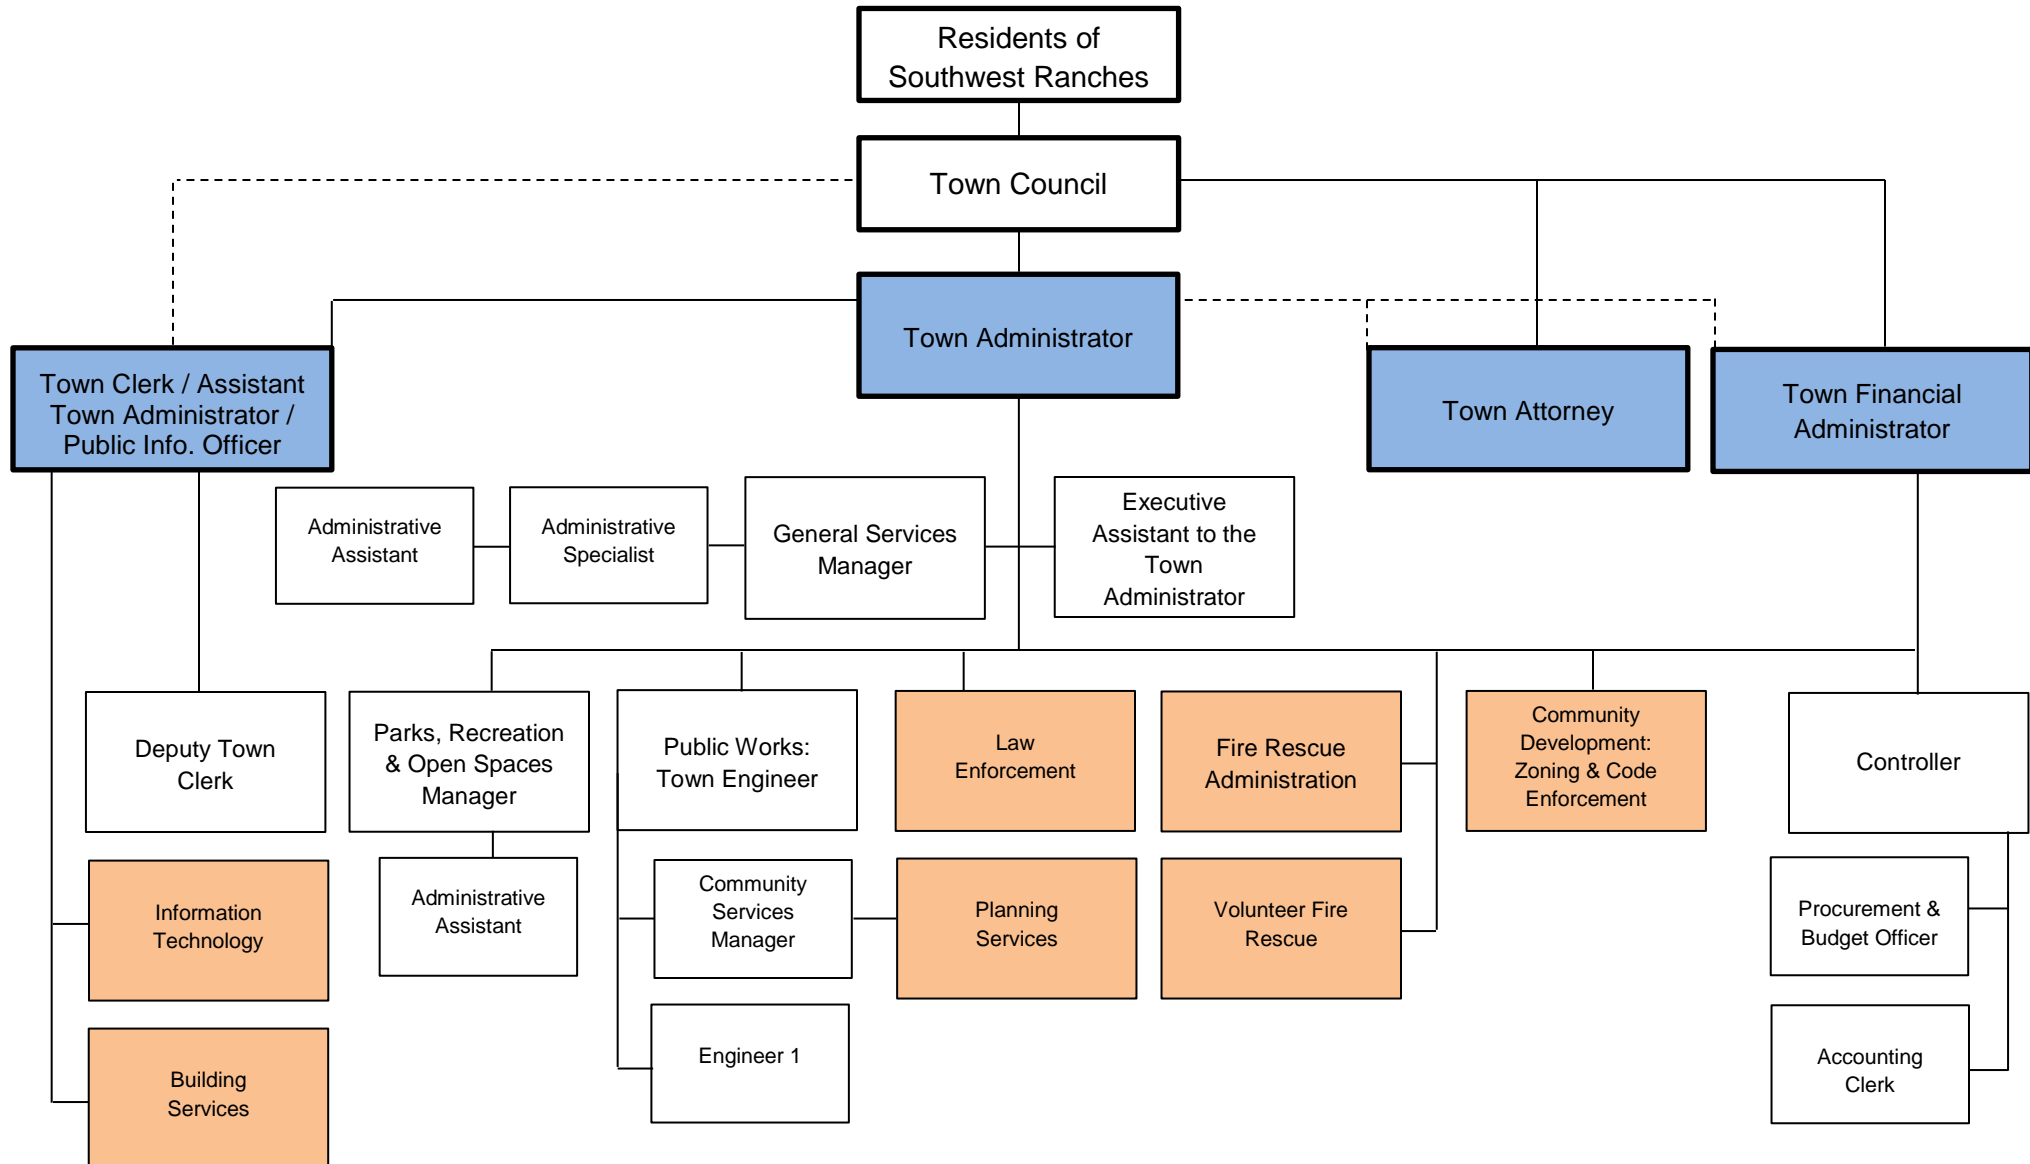 Residents of
Southwest Ranches
Town Council
Town Administrator
Town Clerk / Assistant
Town Administrator /
Public Info. Officer
Town Attorney
Town Financial
Administrator
Administrative
Assistant
Administrative
Specialist
General Services
Manager
Executive
Assistant to the
Town
Administrator
Deputy Town
Clerk
Parks, Recreation
& Open Spaces
Manager
Public Works:
Town Engineer
Law
Enforcement
Fire Rescue
Administration
Community
Development:
Zoning & Code
Enforcement
Controller
Information
Technology
Administrative
Assistant
Community
Services
Manager
Planning
Services
Volunteer Fire
Rescue
Procurement &
Budget Officer
Building
Services
Engineer 1
Accounting
Clerk